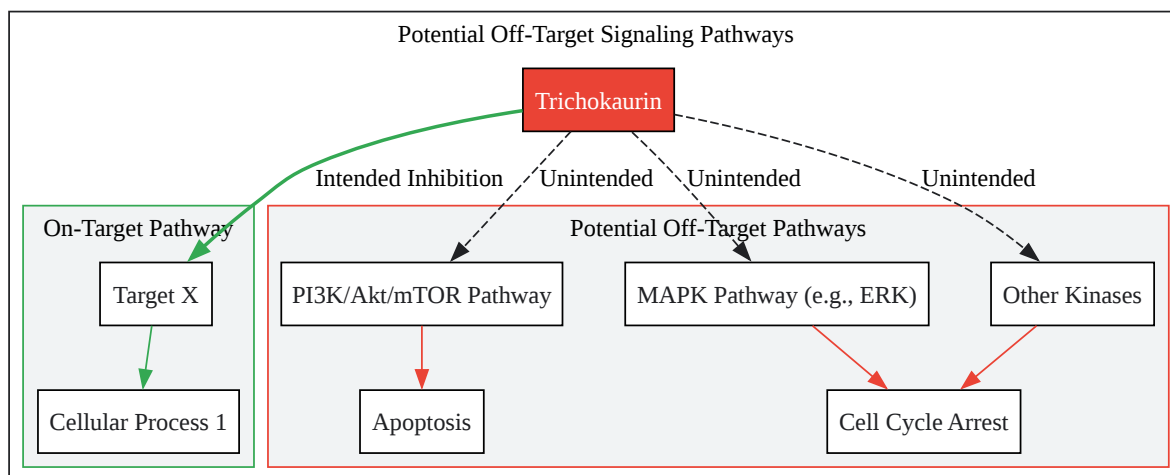 Potential Off-Target Signaling Pathways
Trichokaurin
Intended Inhibition
Unintended
Unintended
Unintended
On-Target Pathway
Potential Off-Target Pathways
Target X
PI3K/Akt/mTOR Pathway
MAPK Pathway (e.g., ERK)
Other Kinases
Cellular Process 1
Apoptosis
Cell Cycle Arrest